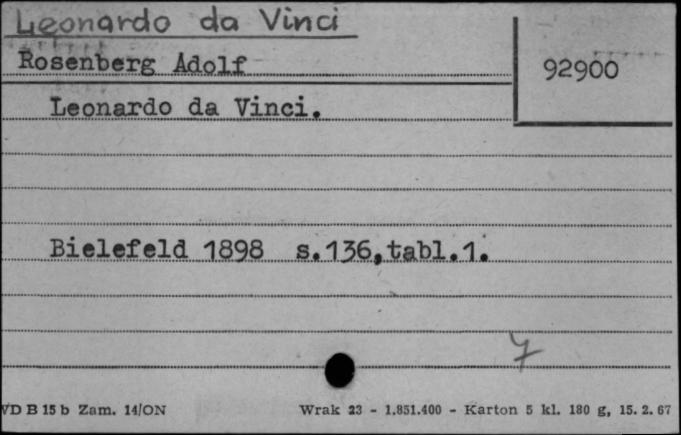 Leonardo da Vinci
Rosenberg Adolf
92900
Leonardo da Vinci.
Bielefeld 1898 s.136,tabl.1.
7
VD B 15 b Zam. 14/ON
Wrak 23 - 1.851.400 - Karton 5 kl. 180 g, 15. 2. 67